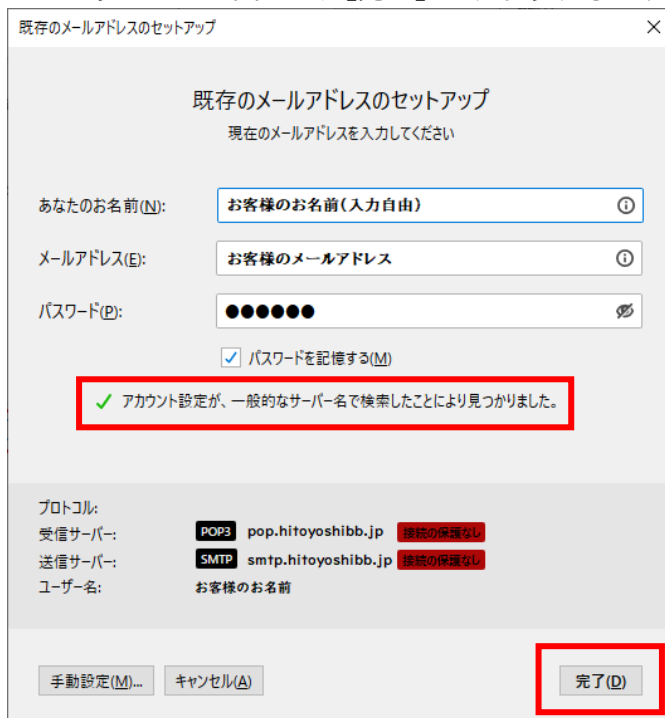 既存のメールアドレスのセットアップ
既存のメールアドレスのセットアップ
現在のメールアドレスを入力してください
あなたのお名前(N): お客様のお名前(入力自由)
メールアドレス(E): お客様のメールアドレス
パスワード(P): ●●●●●●
パスワードを記憶する(M)
アカウント設定が、一般的なサーバー名で検索したことにより見つかりました。
プロトコル:
受信サーバー: POP3 pop.hitoyoshibb.jp 接続の保護なし
送信サーバー: SMTP smtp.hitoyoshibb.jp 接続の保護なし
ユーザー名: お客様のお名前
手動設定(M)... キャンセル(A) 完了(D)